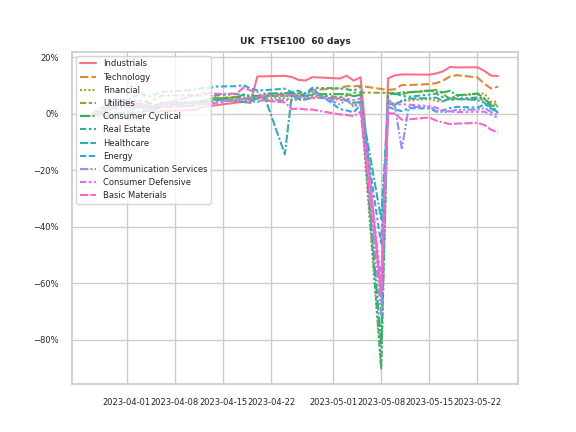 UK FTSE100 60 days
20%
0%
−20%
−40%
−60%
−80%
Industrials
Technology
Financial
Utilities
Consumer Cyclical
Real Estate
Healthcare
Energy
Communication Services
Consumer Defensive
Basic Materials
2023-04-01 2023-04-08 2023-04-15 2023-04-22 2023-05-01 2023-05-08 2023-05-15 2023-05-22